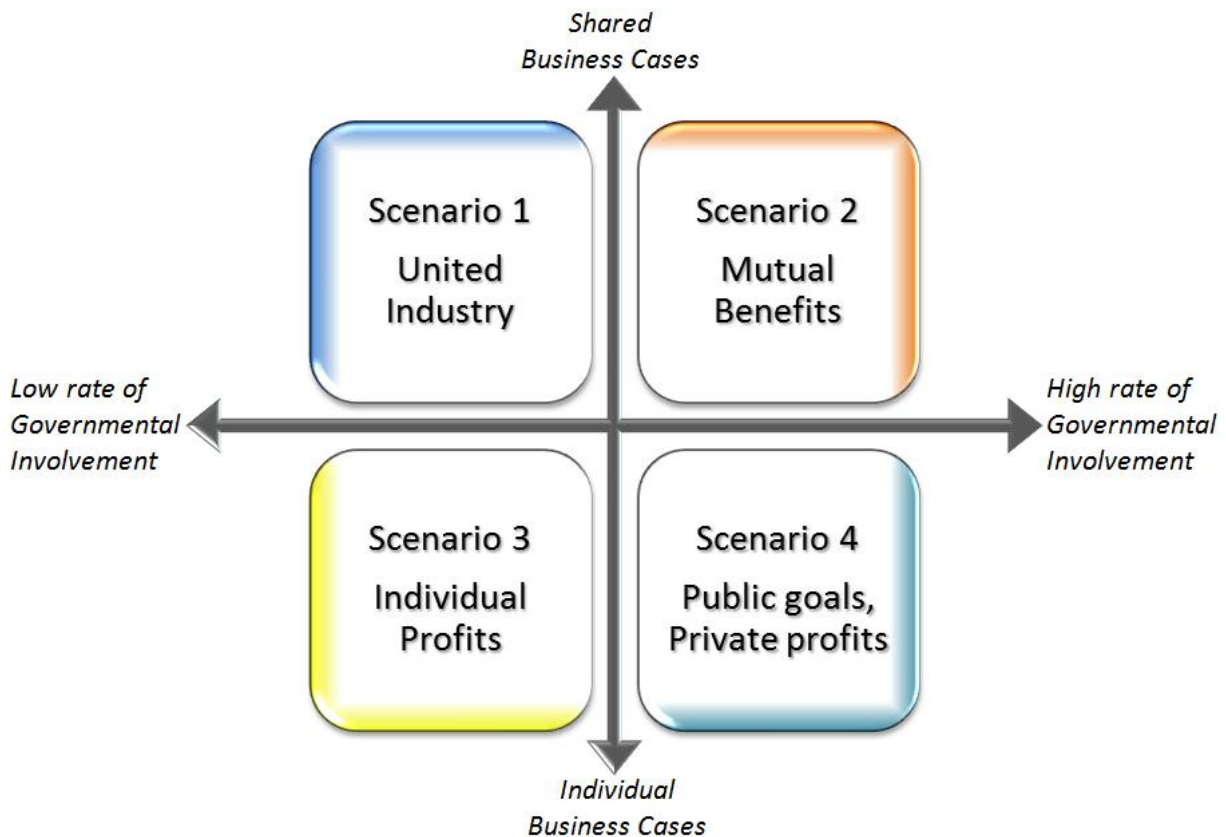 Shared
Business Cases
Scenario 1
United
Industry
Scenario 2
Mutual
Benefits
Low rate of
Governmental
Involvement
High rate of
Governmental
Involvement
Scenario 3
Individual
Profits
Scenario 4
Public goals,
Private profits
Individual
Business Cases